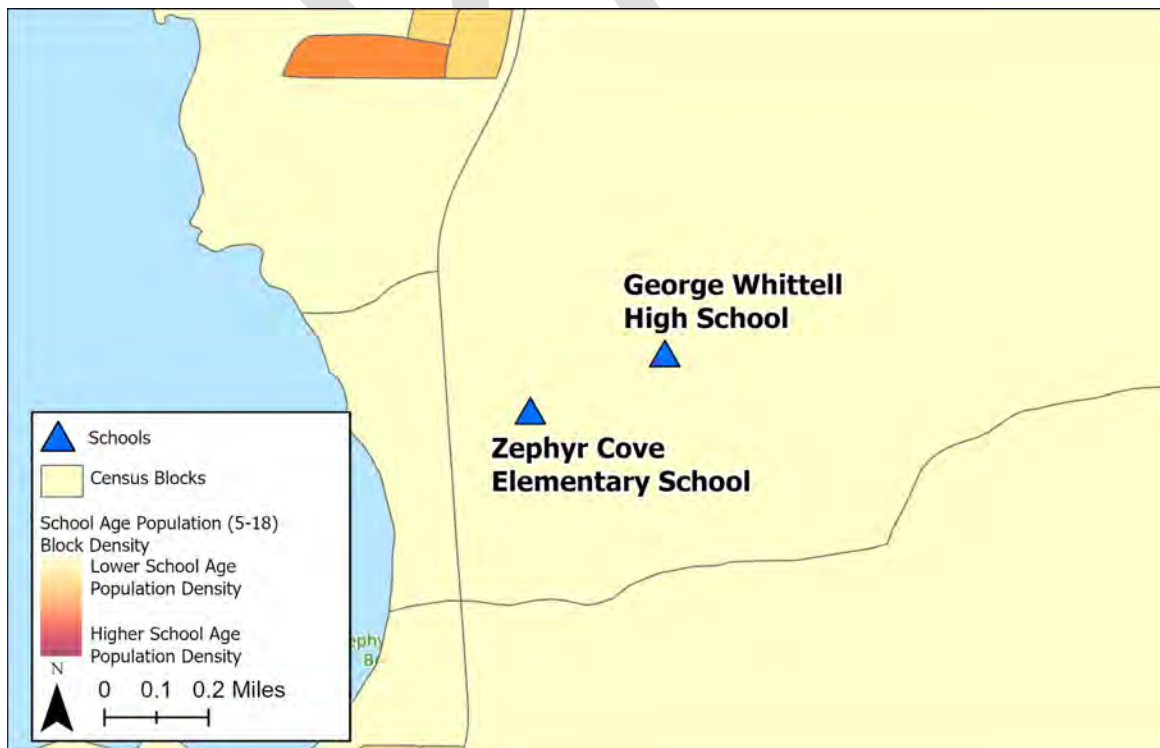 George Whittell
High School
Zephyr Cove
Elementary School
Schools
Census Blocks
School Age Population (5-18)
Block Density
Lower School Age
Population Density
Higher School Age
Population Density
N
0 0.1 0.2 Miles